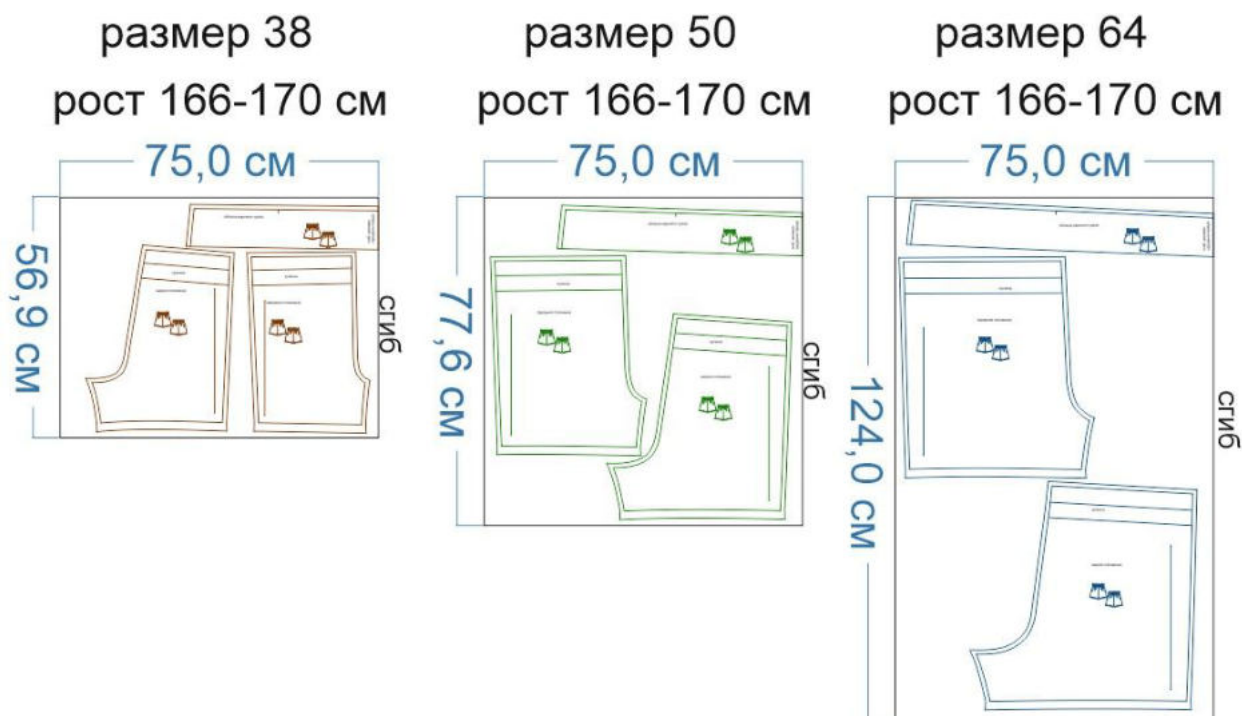 размер 38
рост 166-170 см
75,0 см
56,9 см
сгиб
размер 50
рост 166-170 см
75,0 см
77,6 см
сгиб
размер 64
рост 166-170 см
75,0 см
124,0 см
сгиб